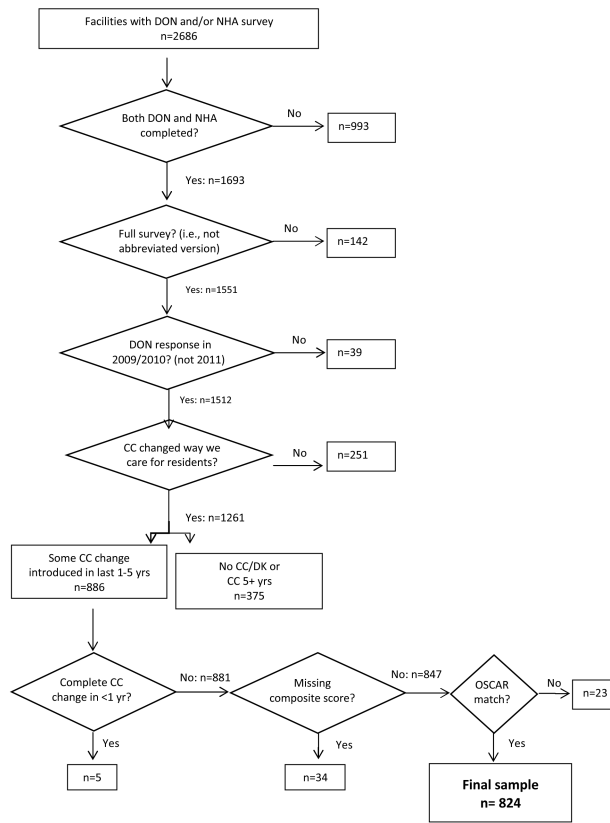 Facilities with DON and/or NHA survey
n=2686
Both DON and NHA
completed?
No
n=993
Yes: n=1693
Full survey? (i.e., not
abbreviated version)
No
n=142
Yes: n=1551
DON response in
2009/2010? (not 2011)
No
n=39
Yes: n=1512
CC changed way we
care for residents?
No
n=251
Yes: n=1261
Some CC change
introduced in last 1-5 yrs
n=886
No CC/DK or
CC 5+ yrs
n=375
Complete CC
change in <1 yr?
No: n=881
Missing
composite score?
No: n=847
OSCAR
match?
No
n=23
Yes
n=5
Yes
n=34
Yes
Final sample
n= 824